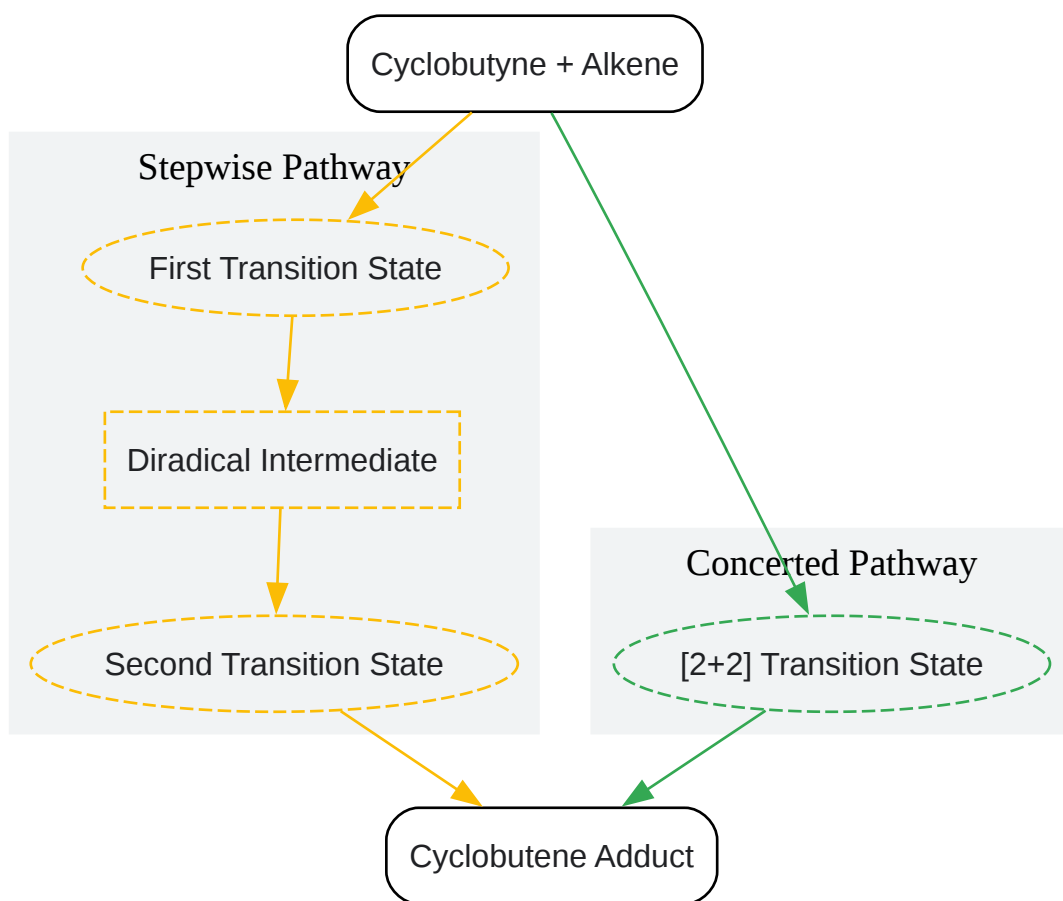 Cyclobutyne + Alkene
Stepwise Pathway
First Transition State
Diradical Intermediate
Second Transition State
Concerted Pathway
[2+2] Transition State
Cyclobutene Adduct